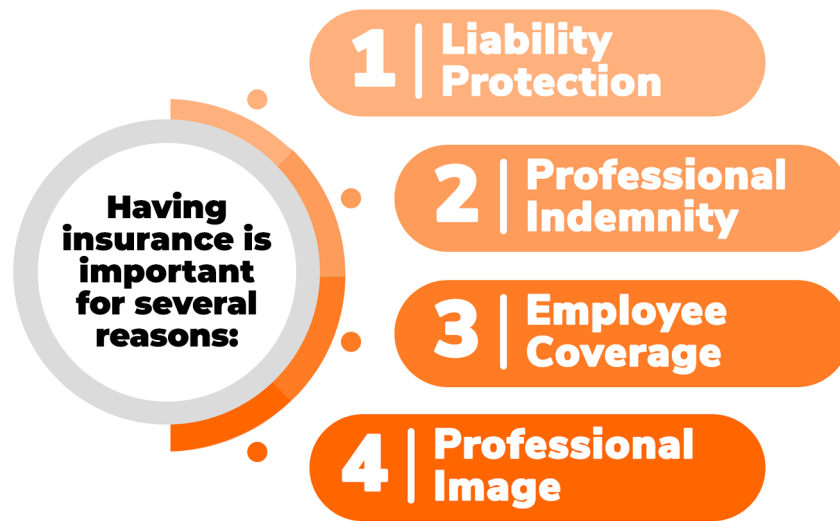 Having
insurance is
important
for several
reasons:
1
Liability
Protection
2
Professional
Indemnity
3
Employee
Coverage
4
Professional
Image